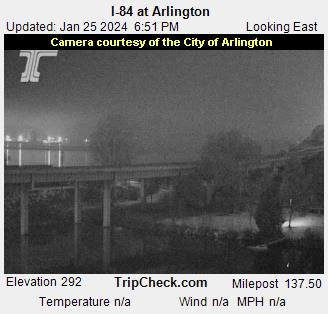 I-84 at Arlington
Updated: Jan 25 2024 6:51 PM Looking East
Camera courtesy of the City of Arlington
Elevation 292 TripCheck.com Milepost 137.50
Temperature n/a Wind n/a MPH n/a